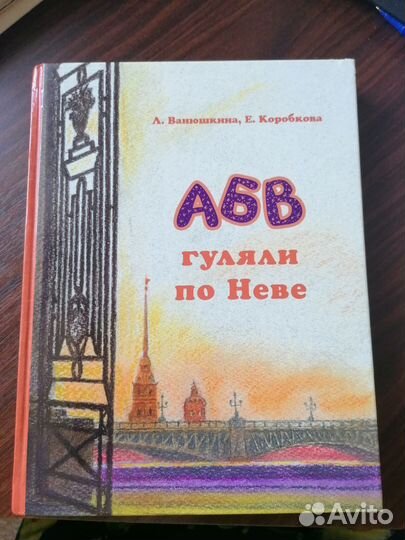 Л. Ванюшкина, Е. Коробкова
АБВ
гуляли
по Неве
Avito